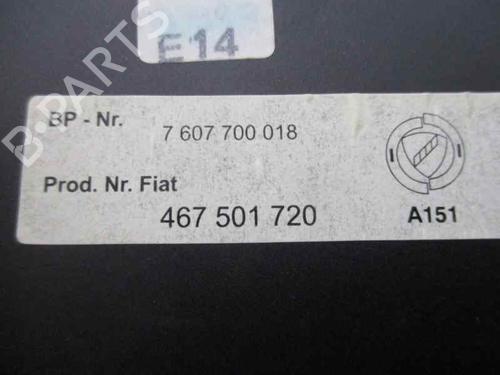 E14
B-PARTS
BP - Nr.
7 607 700 018
Prod. Nr. Fiat
467 501 720
A151